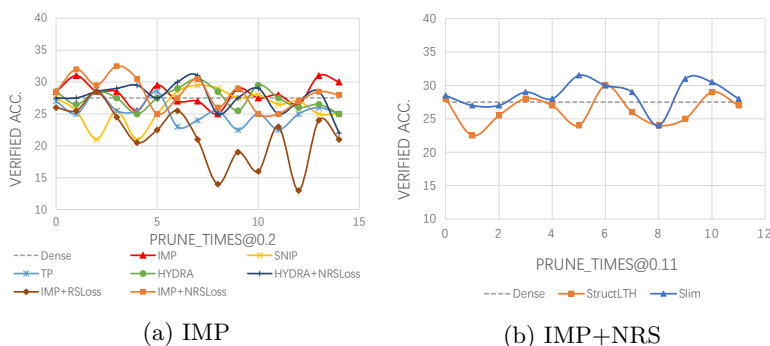 40
35
30
25
20
15
10
0
5
10
15
VERIFIED ACC.
PRUNE_TIMES@0.2
Dense
IMP
SNIP
TP
HYDRA
HYDRA+NRSLoss
IMP+RSLoss
IMP+NRSLoss
(a) IMP
40
35
30
25
20
15
10
0
2
4
6
8
10
12
VERIFIED ACC.
PRUNE_TIMES@0.11
Dense
StructLTH
Slim
(b) IMP+NRS